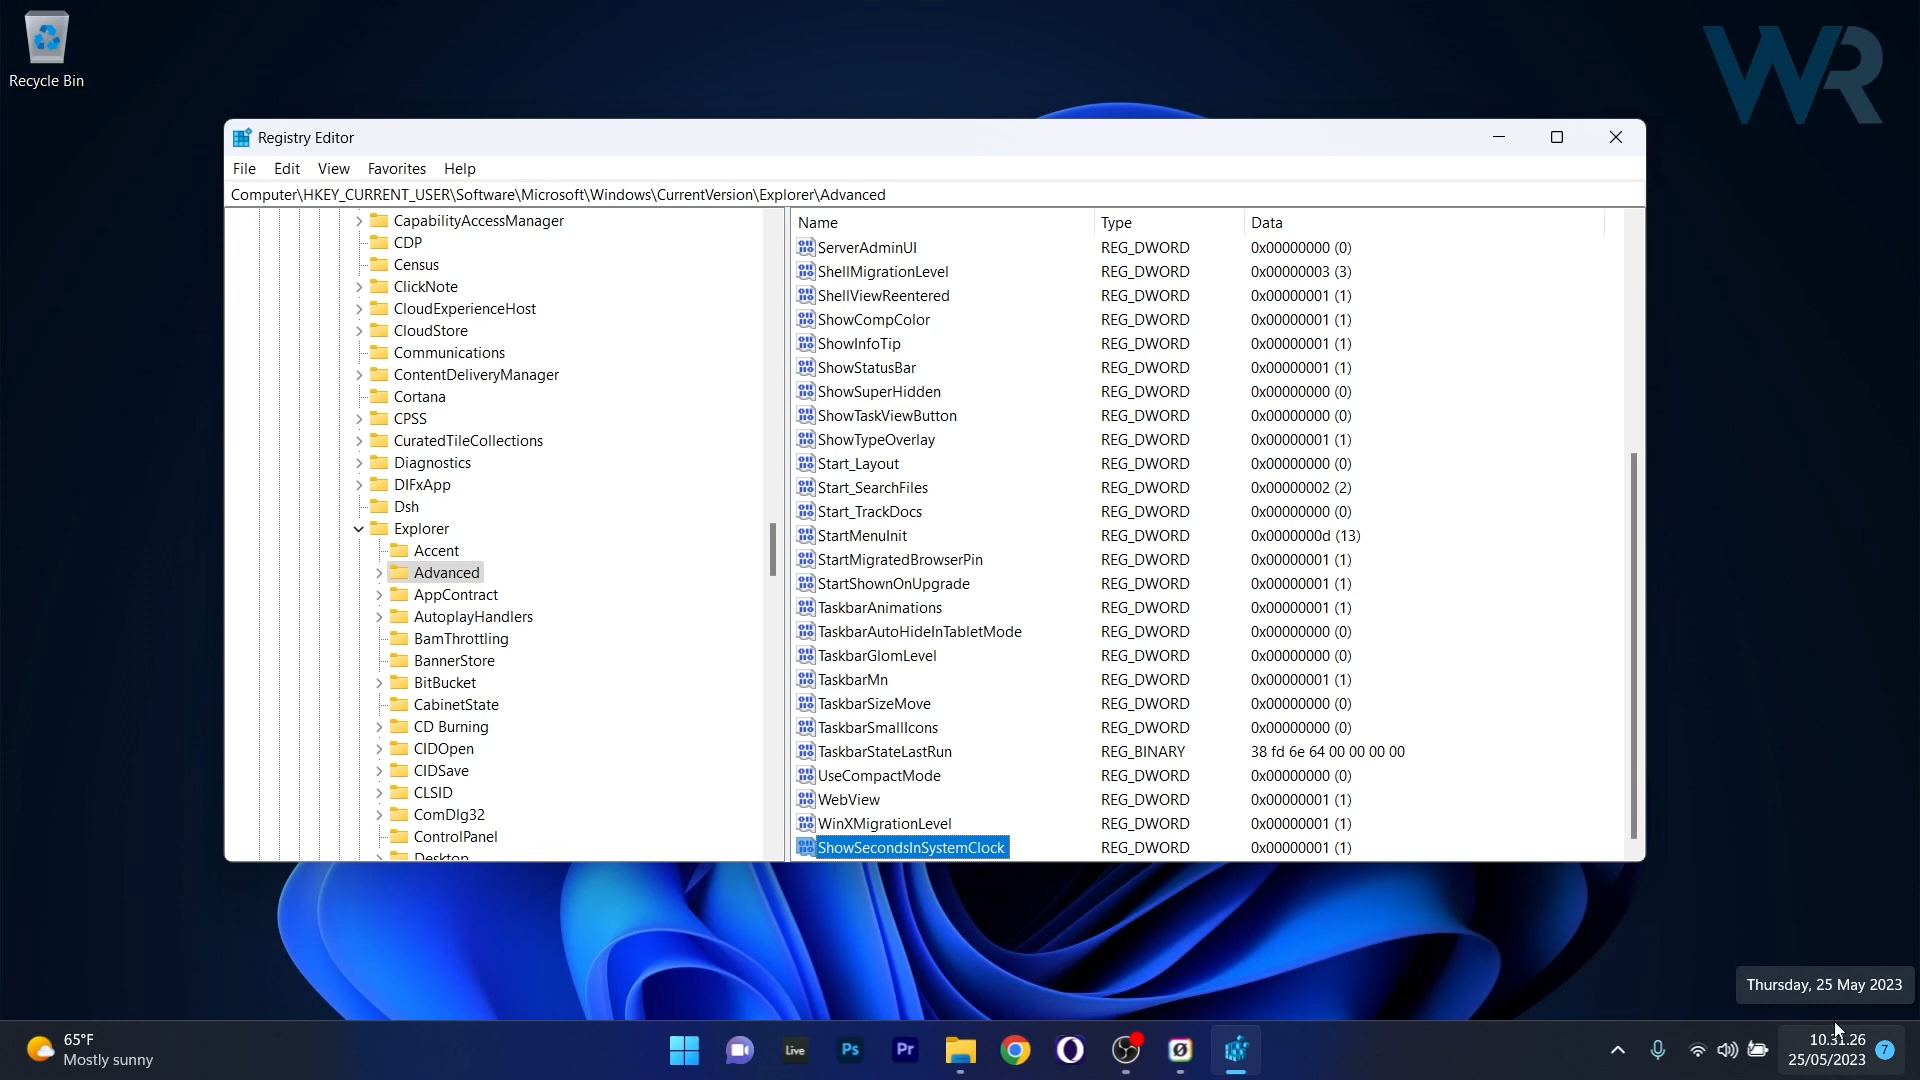 Recycle Bin
WR
Registry Editor
File Edit View Favorites Help
Computer\HKEY_CURRENT_USER\Software\Microsoft\Windows\CurrentVersion\Explorer\Advanced
CapabilityAccessManager
CDP
Census
ClickNote
CloudExperienceHost
CloudStore
Communications
ContentDeliveryManager
Cortana
CPSS
CuratedTileCollections
Diagnostics
DIFxApp
Dsh
Explorer
Accent
Advanced
AppContract
AutoplayHandlers
BamThrottling
BannerStore
BitBucket
CabinetState
CD Burning
CIDOpen
CIDSave
CLSID
ComDlg32
ControlPanel
Desktop
Name Type Data
ServerAdminUI REG_DWORD 0x00000000 (0)
ShellMigrationLevel REG_DWORD 0x00000003 (3)
ShellViewReentered REG_DWORD 0x00000001 (1)
ShowCompColor REG_DWORD 0x00000001 (1)
ShowInfoTip REG_DWORD 0x00000001 (1)
ShowStatusBar REG_DWORD 0x00000001 (1)
ShowSuperHidden REG_DWORD 0x00000000 (0)
ShowTaskViewButton REG_DWORD 0x00000000 (0)
ShowTypeOverlay REG_DWORD 0x00000001 (1)
Start_Layout REG_DWORD 0x00000000 (0)
Start_SearchFiles REG_DWORD 0x00000002 (2)
Start_TrackDocs REG_DWORD 0x00000000 (0)
StartMenuInit REG_DWORD 0x0000000d (13)
StartMigratedBrowserPin REG_DWORD 0x00000001 (1)
StartShownOnUpgrade REG_DWORD 0x00000001 (1)
TaskbarAnimations REG_DWORD 0x00000001 (1)
TaskbarAutoHideInTabletMode REG_DWORD 0x00000000 (0)
TaskbarGlomLevel REG_DWORD 0x00000000 (0)
TaskbarMn REG_DWORD 0x00000001 (1)
TaskbarSizeMove REG_DWORD 0x00000000 (0)
TaskbarSmallIcons REG_DWORD 0x00000000 (0)
TaskbarStateLastRun REG_BINARY 38 fd 6e 64 00 00 00 00
UseCompactMode REG_DWORD 0x00000000 (0)
WebView REG_DWORD 0x00000001 (1)
WinXMigrationLevel REG_DWORD 0x00000001 (1)
ShowSecondsInSystemClock REG_DWORD 0x00000001 (1)
Thursday, 25 May 2023
65°F
Mostly sunny
Live
Ps
Pr
10.31.26
25/05/2023
7